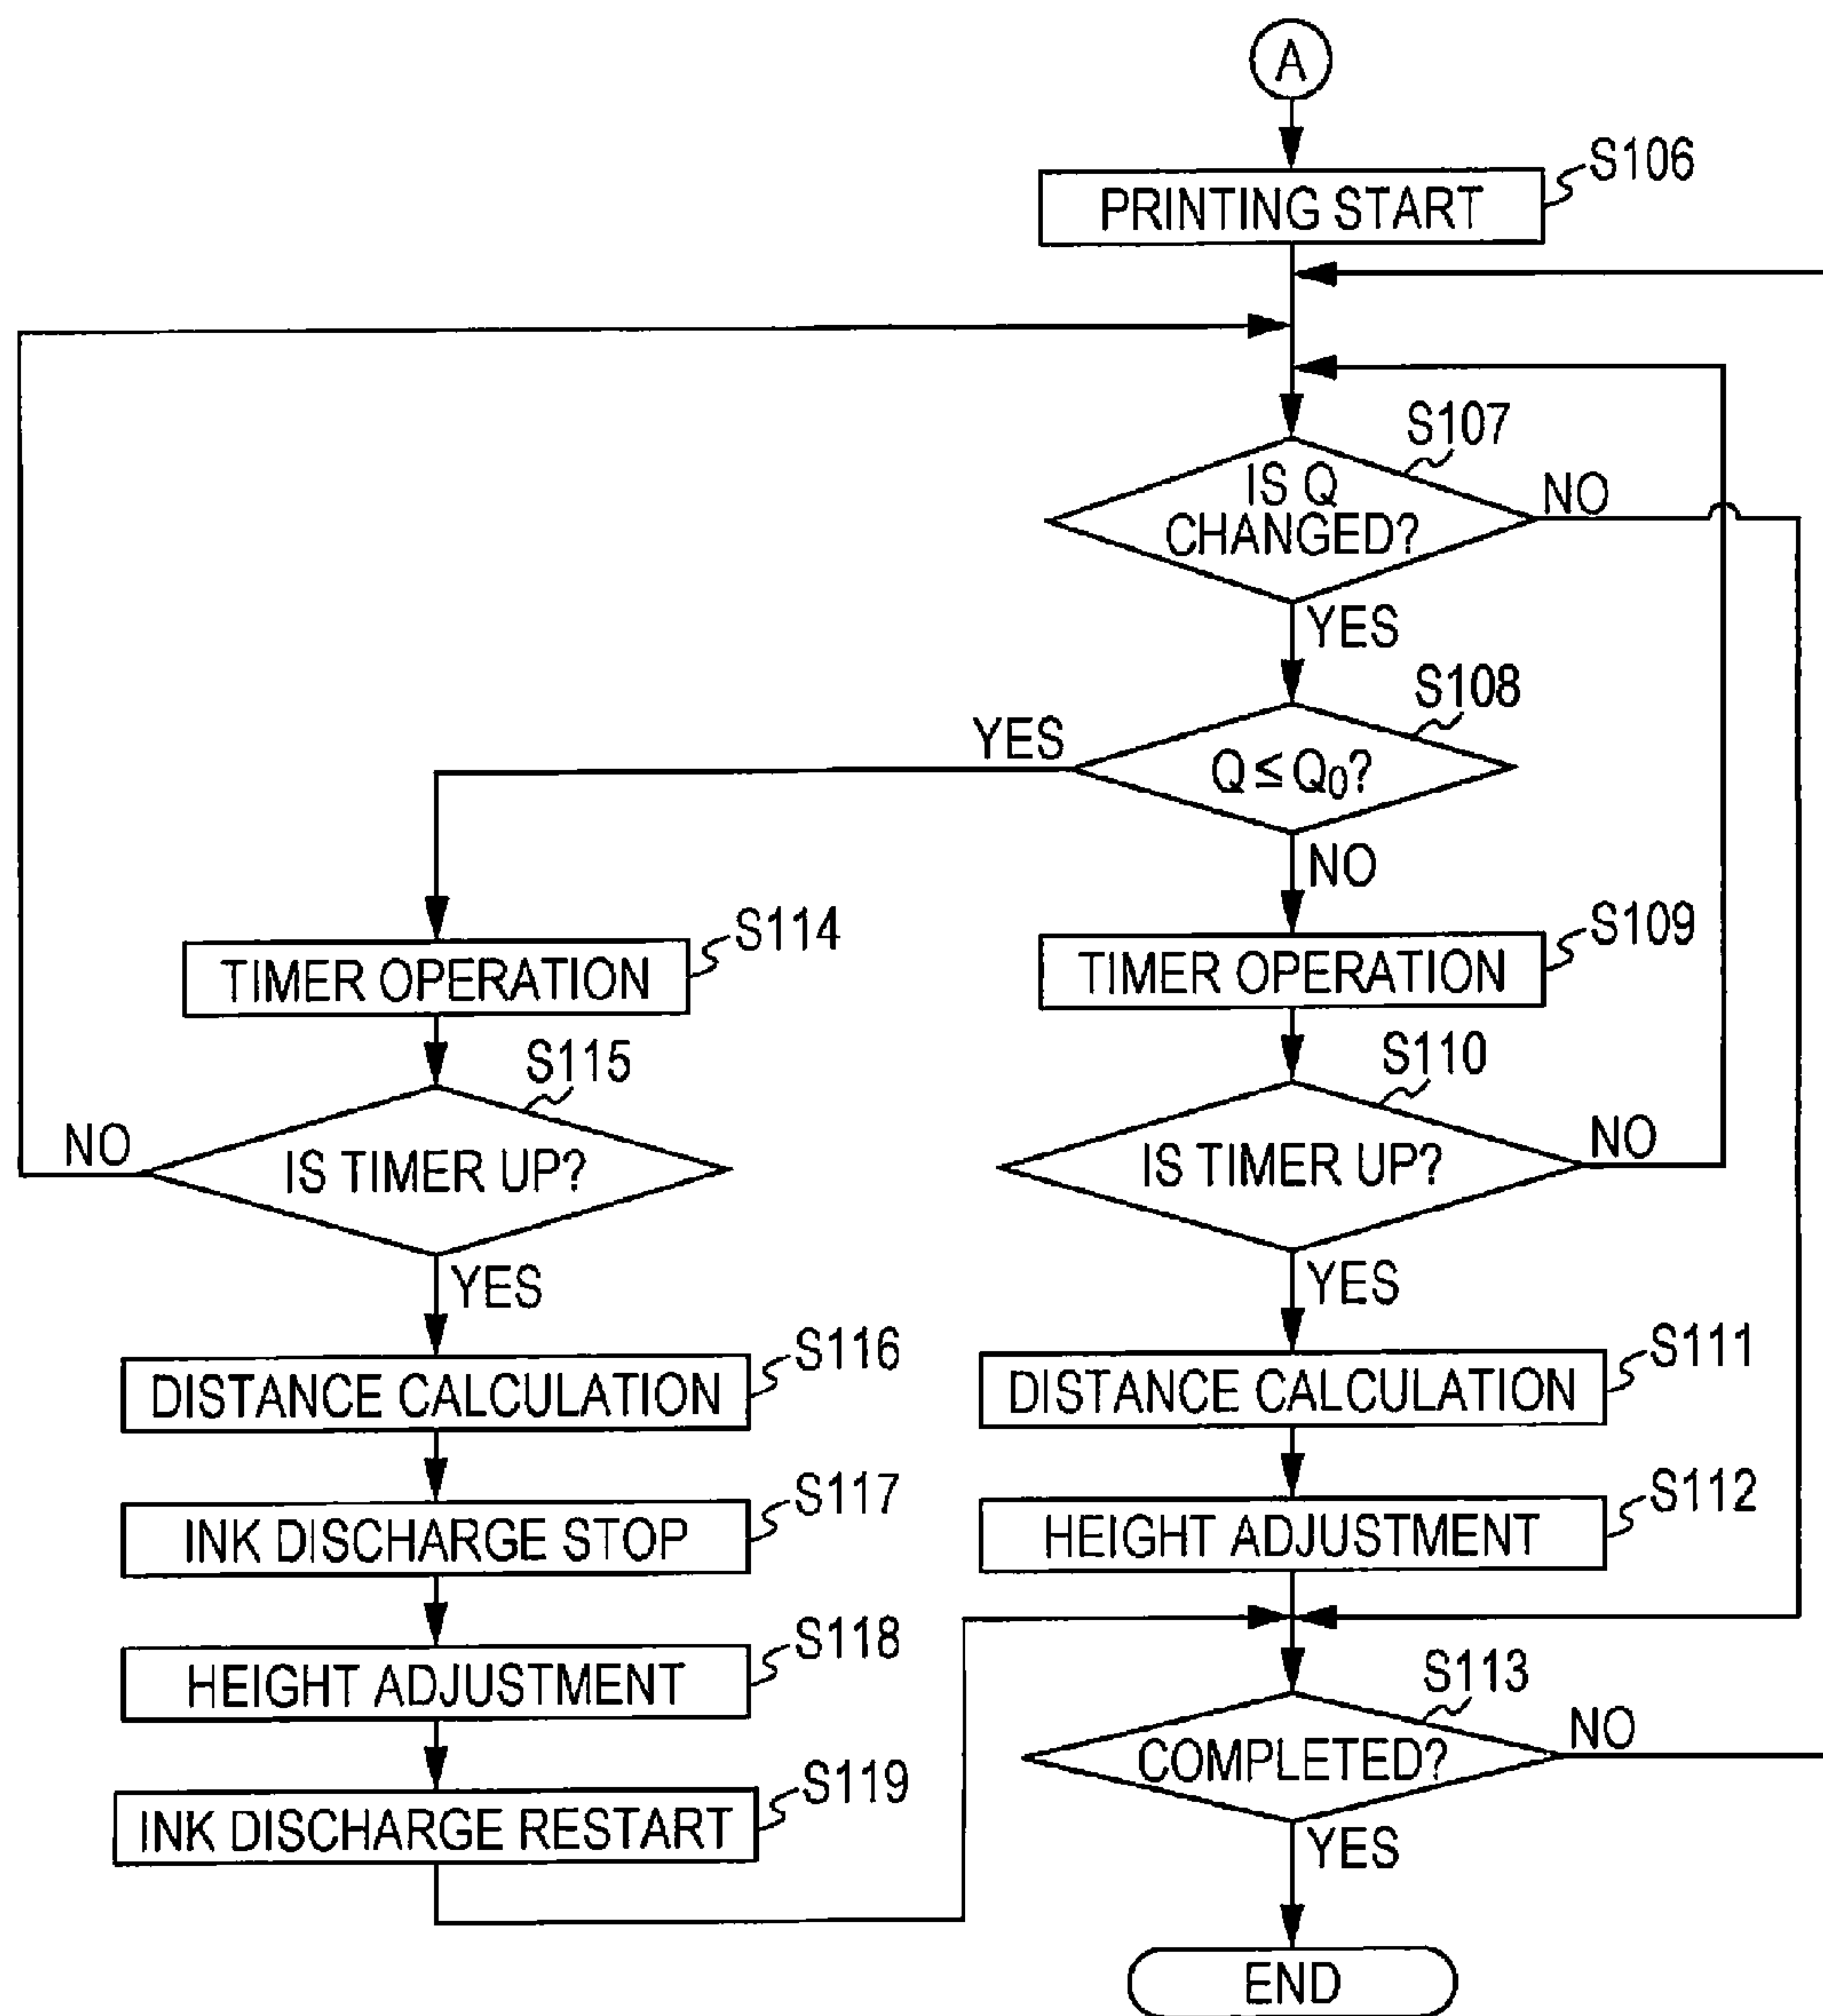 A
S106
PRINTING START
S107
IS Q
CHANGED?
NO
YES
S108
YES
Q ≤ Q0?
NO
S114
TIMER OPERATION
S109
TIMER OPERATION
S115
NO
IS TIMER UP?
YES
S110
IS TIMER UP?
NO
YES
S116
DISTANCE CALCULATION
S111
DISTANCE CALCULATION
S117
INK DISCHARGE STOP
S112
HEIGHT ADJUSTMENT
S118
HEIGHT ADJUSTMENT
S113
COMPLETED?
NO
S119
INK DISCHARGE RESTART
YES
END